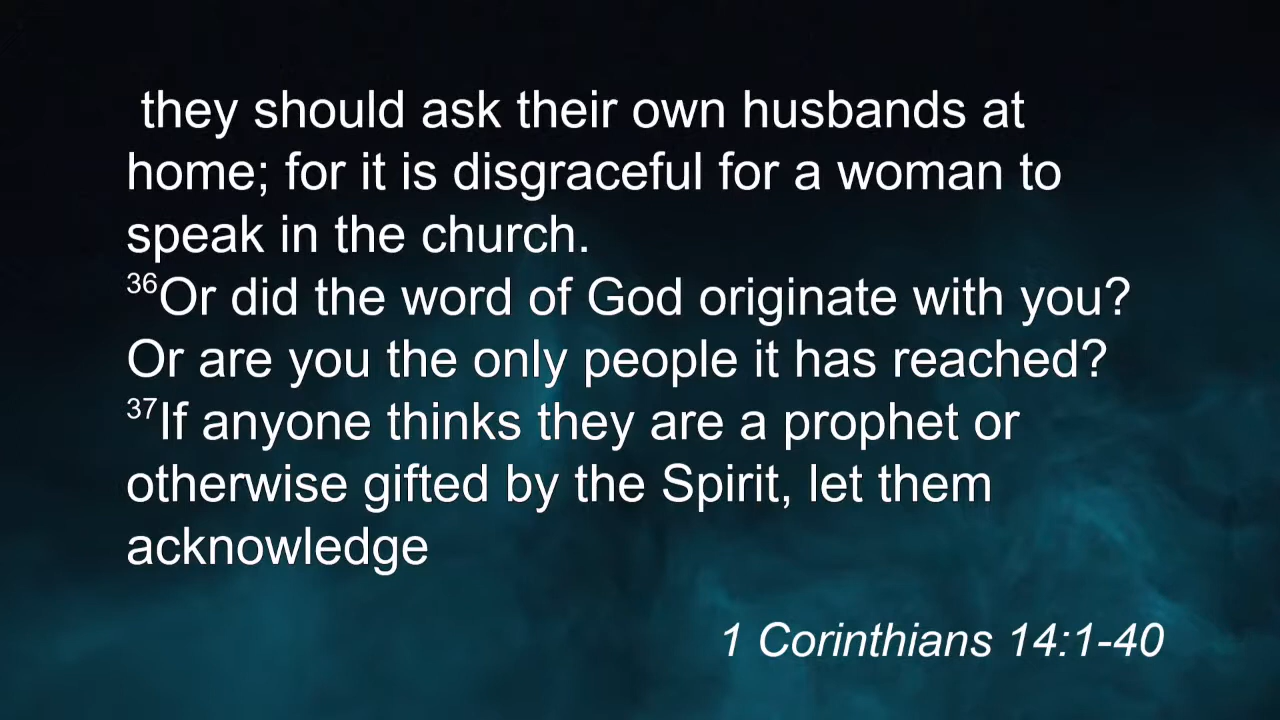 they should ask their own husbands at
home; for it is disgraceful for a woman to
speak in the church.
³⁶Or did the word of God originate with you?
Or are you the only people it has reached?
³⁷If anyone thinks they are a prophet or
otherwise gifted by the Spirit, let them
acknowledge
1 Corinthians 14:1-40